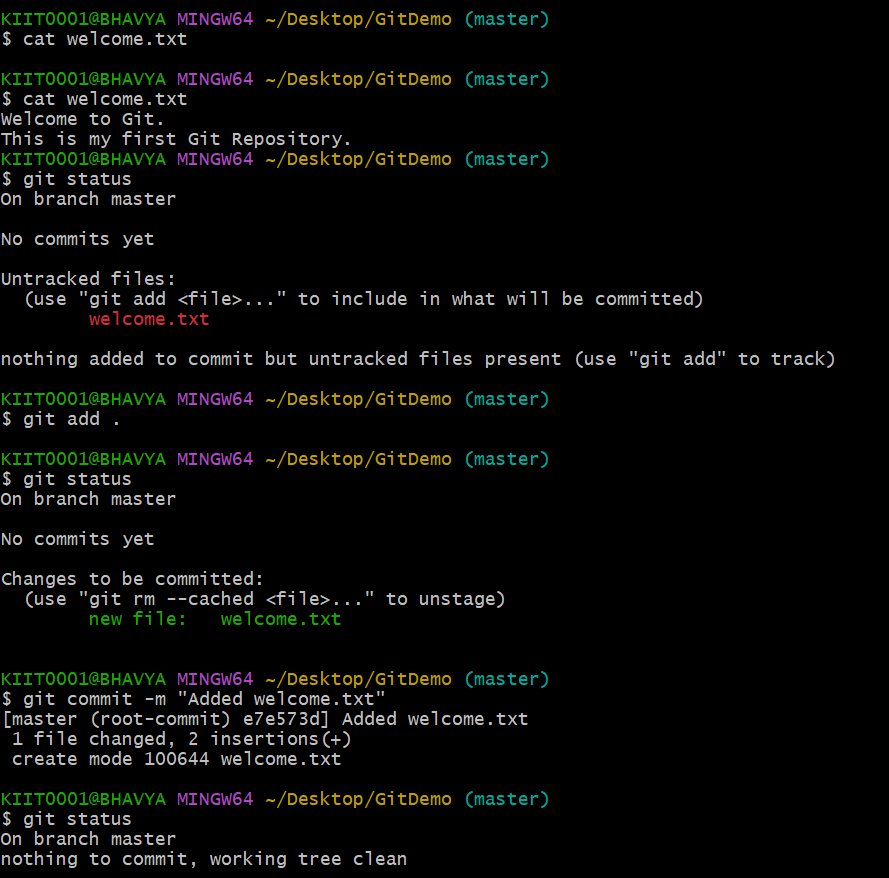 KIIT0001@BHAVYA MINGW64 ~/Desktop/GitDemo (master)
$ cat welcome.txt
KIIT0001@BHAVYA MINGW64 ~/Desktop/GitDemo (master)
$ cat welcome.txt
Welcome to Git.
This is my first Git Repository.
KIIT0001@BHAVYA MINGW64 ~/Desktop/GitDemo (master)
$ git status
On branch master
No commits yet
Untracked files:
  (use "git add <file>..." to include in what will be committed)
        welcome.txt
nothing added to commit but untracked files present (use "git add" to track)
KIIT0001@BHAVYA MINGW64 ~/Desktop/GitDemo (master)
$ git add .
KIIT0001@BHAVYA MINGW64 ~/Desktop/GitDemo (master)
$ git status
On branch master
No commits yet
Changes to be committed:
  (use "git rm --cached <file>..." to unstage)
        new file:   welcome.txt
KIIT0001@BHAVYA MINGW64 ~/Desktop/GitDemo (master)
$ git commit -m "Added welcome.txt"
[master (root-commit) e7e573d] Added welcome.txt
 1 file changed, 2 insertions(+)
 create mode 100644 welcome.txt
KIIT0001@BHAVYA MINGW64 ~/Desktop/GitDemo (master)
$ git status
On branch master
nothing to commit, working tree clean